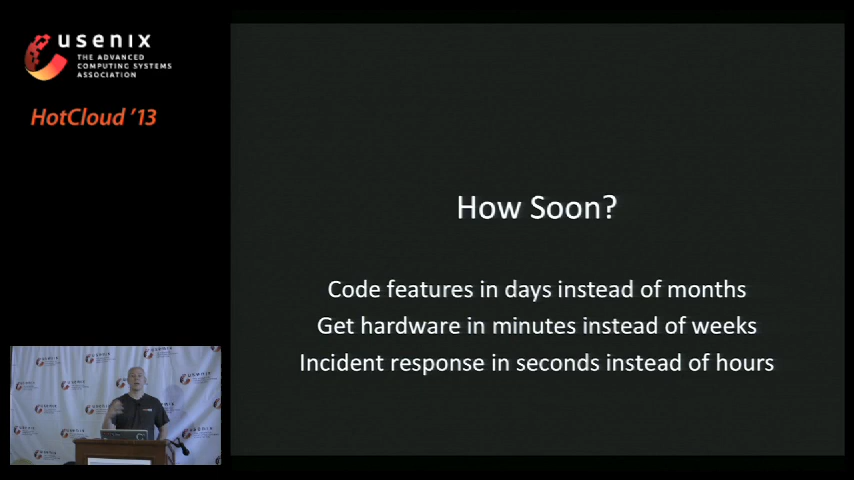 usenix
THE ADVANCED
COMPUTING SYSTEMS
ASSOCIATION
HotCloud '13
How Soon?
Code features in days instead of months
Get hardware in minutes instead of weeks
Incident response in seconds instead of hours